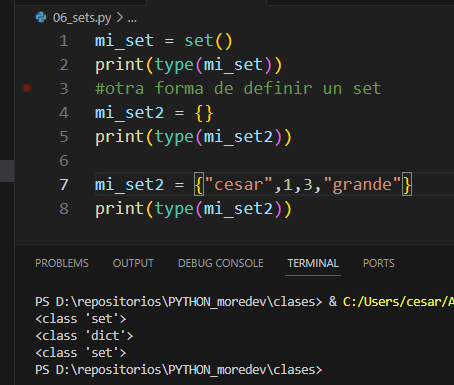 06_sets.py > ...
1 mi_set = set()
2 print(type(mi_set))
3 #otra forma de definir un set
4 mi_set2 = {}
5 print(type(mi_set2))
6
7 mi_set2 = {"cesar",1,3,"grande"}
8 print(type(mi_set2))
PROBLEMS OUTPUT DEBUG CONSOLE TERMINAL PORTS
PS D:\repositorios\PYTHON_moredev\clases> & C:/Users/cesar/A
<class 'set'>
<class 'dict'>
<class 'set'>
PS D:\repositorios\PYTHON_moredev\clases>